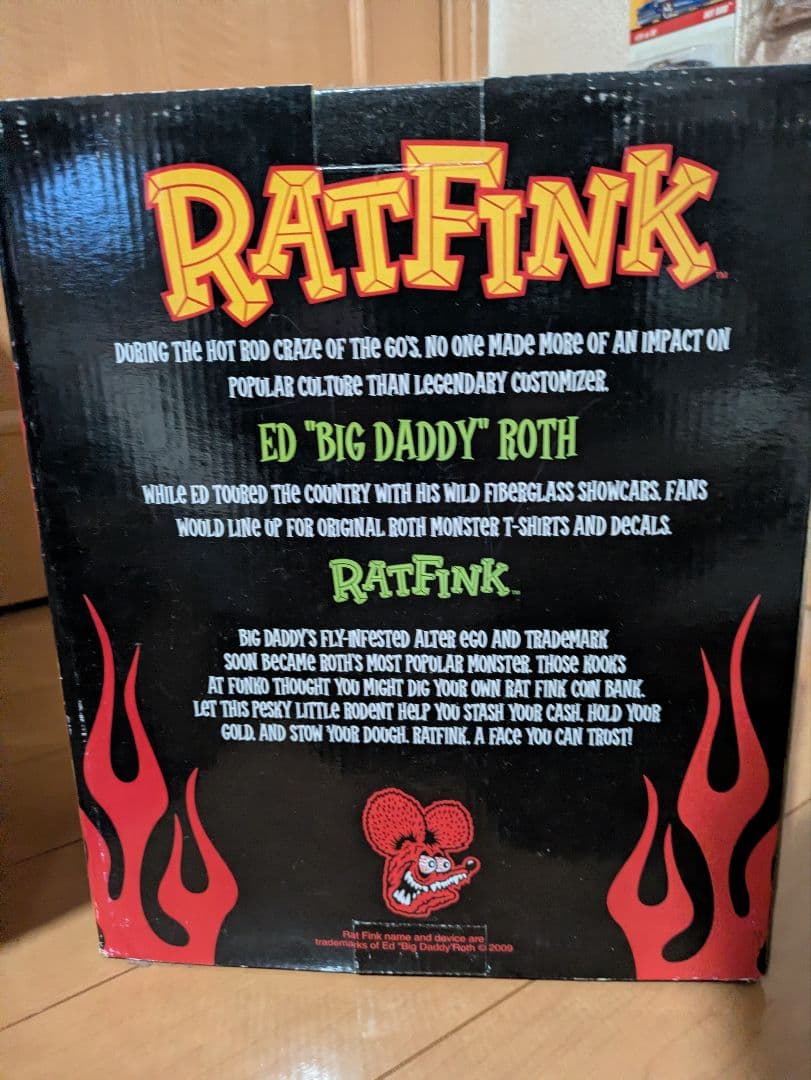 RATFINK™
DURING THE HOT ROD CRAZE OF THE 60'S, NO ONE MADE MORE OF AN IMPACT ON
POPULAR CULTURE THAN LEGENDARY CUSTOMIZER,
ED "BIG DADDY" ROTH
WHILE ED TOURED THE COUNTRY WITH HIS WILD FIBERGLASS SHOWCARS, FANS
WOULD LINE UP FOR ORIGINAL ROTH MONSTER T-SHIRTS AND DECALS.
RATFINK™
BIG DADDY'S FLY-INFESTED ALTER EGO AND TRADEMARK
SOON BECAME ROTH'S MOST POPULAR MONSTER. THOSE KOOKS
AT FUNKO THOUGHT YOU MIGHT DIG YOUR OWN RAT FINK COIN BANK.
LET THIS PESKY LITTLE RODENT HELP YOU STASH YOUR CASH, HOLD YOUR
GOLD, AND STOW YOUR DOUGH. RATFINK, A FACE YOU CAN TRUST!
Rat Fink name and device are
trademarks of Ed "Big Daddy"Roth © 2009